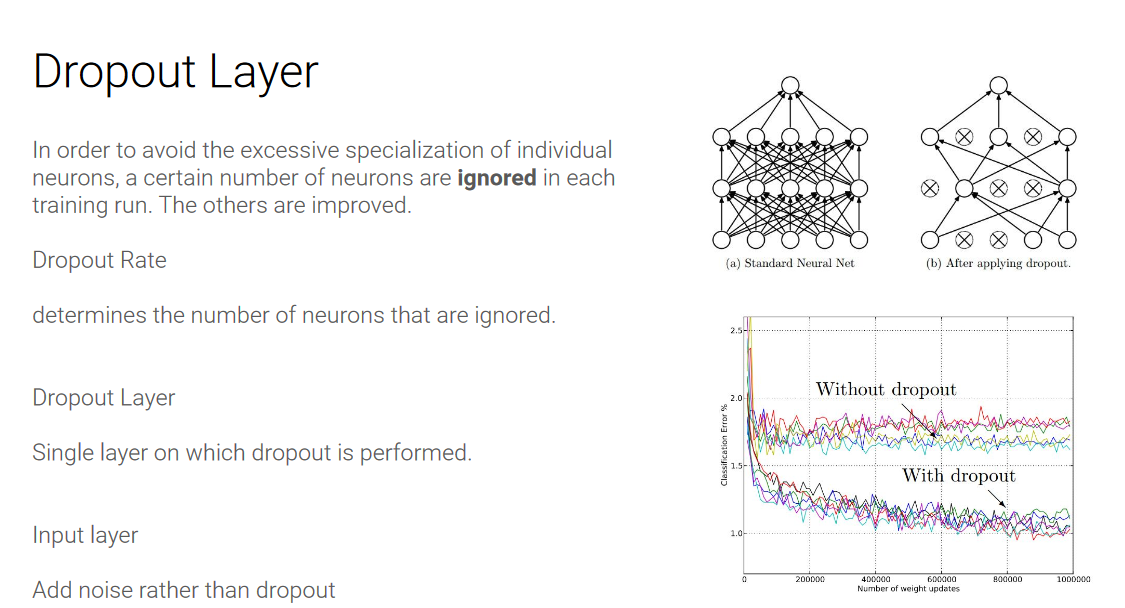 Dropout Layer
In order to avoid the excessive specialization of individual
neurons, a certain number of neurons are ignored in each
training run. The others are improved.
Dropout Rate
determines the number of neurons that are ignored.
Dropout Layer
Single layer on which dropout is performed.
Input layer
Add noise rather than dropout
(a) Standard Neural Net
(b) After applying dropout.
2.5
2.0
1.5
1.0
Classification Error %
Without dropout
With dropout
0
200000
400000
600000
800000
1000000
Number of weight updates